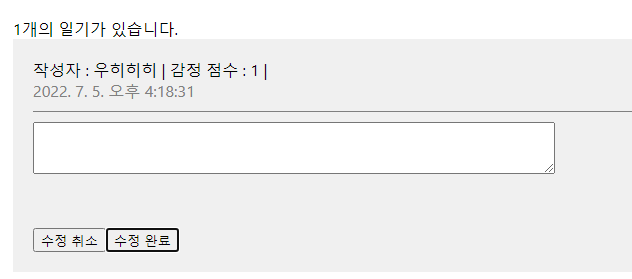 1개의 일기가 있습니다.
작성자 : 우히히히 | 감정 점수 : 1 |
2022. 7. 5. 오후 4:18:31
수정 취소 수정 완료